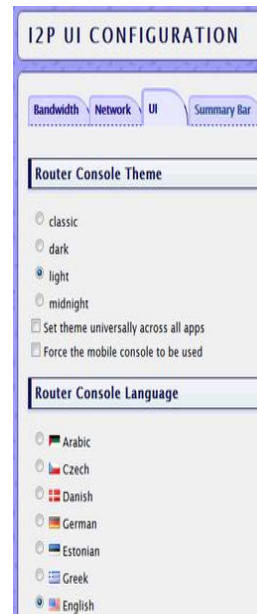 I2P UI CONFIGURATION
Bandwidth Network UI Summary Bar
Router Console Theme
classic
dark
light
midnight
Set theme universally across all apps
Force the mobile console to be used
Router Console Language
Arabic
Czech
Danish
German
Estonian
Greek
English